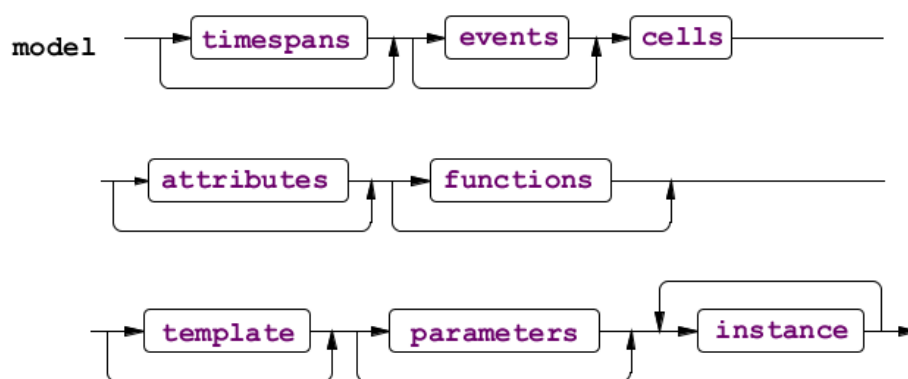 model timespans events cells
attributes functions
template parameters instance